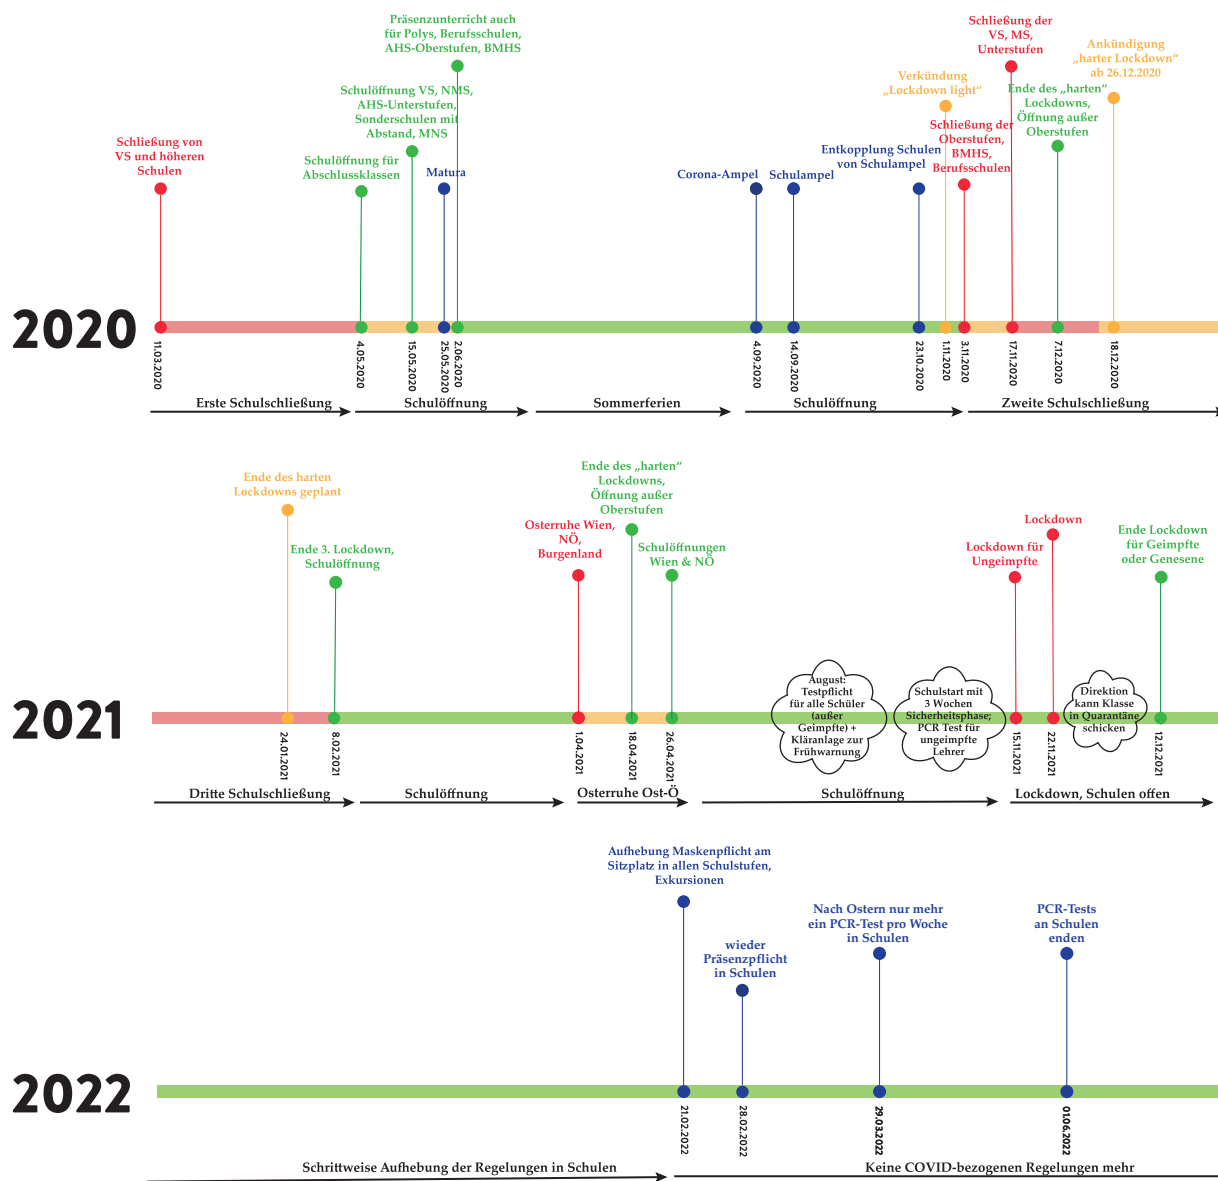 Schließung von
VS und höheren
Schulen
Schulöffnung für
Abschlussklassen
Schulöffnung VS, NMS,
AHS-Unterstufen,
Sonderschulen mit
Abstand, MNS
Matura
Präsenzunterricht auch
für Polys, Berufsschulen,
AHS-Oberstufen, BMHS
Corona-Ampel
Schulampel
Entkopplung Schulen
von Schulampel
Verkündung
„Lockdown light“
Schließung der
Oberstufen,
BMHS,
Berufsschulen
Schließung der
VS, MS,
Unterstufen
Ende des „harten“
Lockdowns,
Öffnung außer
Oberstufen
Ankündigung
„harter Lockdown“
ab 26.12.2020
2020
11.03.2020
4.05.2020
15.05.2020
25.05.2020
2.06.2020
4.09.2020
14.09.2020
23.10.2020
1.11.2020
3.11.2020
17.11.2020
7.12.2020
18.12.2020
Erste Schulschließung
Schulöffnung
Sommerferien
Schulöffnung
Zweite Schulschließung
Ende des harten
Lockdowns geplant
Ende 3. Lockdown,
Schulöffnung
Osterruhe Wien,
NÖ,
Burgenland
Ende des „harten“
Lockdowns,
Öffnung außer
Oberstufen
Schulöffnungen
Wien & NÖ
Lockdown für
Ungeimpfte
Lockdown
Ende Lockdown
für Geimpfte
oder Genesene
August:
Testpflicht
für alle Schüler
(außer
Geimpfte) +
Kläranlage zur
Frühwarnung
Schulstart mit
3 Wochen
Sicherheitsphase;
PCR Test für
ungeimpfte
Lehrer
Direktion
kann Klasse
in Quarantäne
schicken
2021
24.01.2021
8.02.2021
1.04.2021
18.04.2021
26.04.2021
15.11.2021
22.11.2021
12.12.2021
Dritte Schulschließung
Schulöffnung
Osterruhe Ost-Ö
Schulöffnung
Lockdown, Schulen offen
Aufhebung Maskenpflicht am
Sitzplatz in allen Schulstufen,
Exkursionen
wieder
Präsenzpflicht
in Schulen
Nach Ostern nur mehr
ein PCR-Test pro Woche
in Schulen
PCR-Tests
an Schulen
enden
2022
21.02.2022
28.02.2022
29.03.2022
01.06.2022
Schrittweise Aufhebung der Regelungen in Schulen
Keine COVID-bezogenen Regelungen mehr